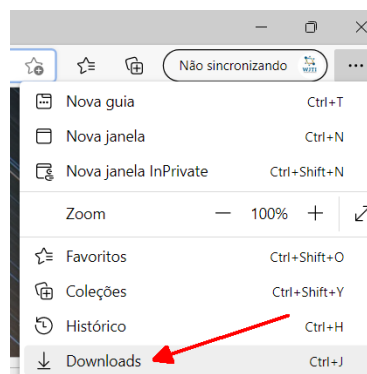 Não sincronizando
Nova guia Ctrl+T
Nova janela Ctrl+N
Nova janela InPrivate Ctrl+Shift+N
Zoom — 100% +
Favoritos Ctrl+Shift+O
Coleções Ctrl+Shift+Y
Histórico Ctrl+H
Downloads Ctrl+J